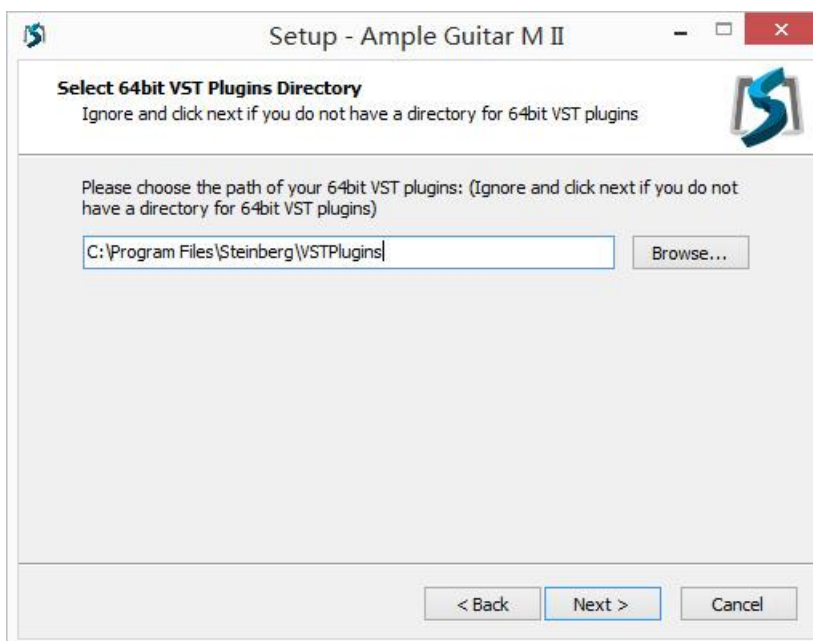 Setup - Ample Guitar M II
Select 64bit VST Plugins Directory
Ignore and click next if you do not have a directory for 64bit VST plugins
Please choose the path of your 64bit VST plugins: (Ignore and click next if you do not
have a directory for 64bit VST plugins)
C:\Program Files\Steinberg\VSTPlugins
Browse...
< Back
Next >
Cancel